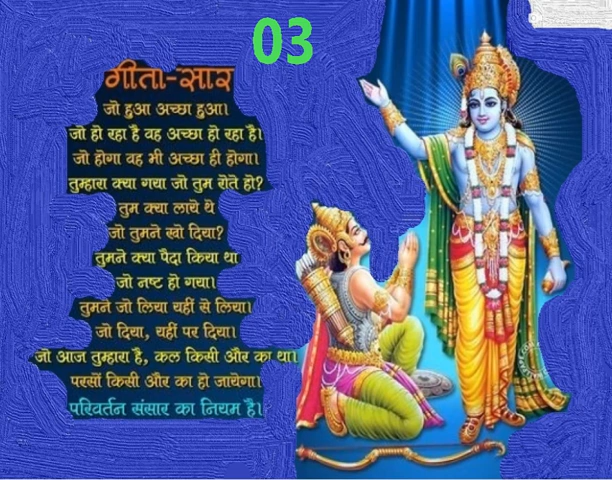 03
गीता-सार
जो हुआ अच्छा हुआ।
जो हो रहा है वह अच्छा हो रहा है।
जो होगा वह भी अच्छा ही होगा।
तुम्हारा क्या गया जो तुम रोते हो?
तुम क्या लाये थे
जो तुमने खो दिया?
तुमने क्या पैदा किया था
जो नष्ट हो गया।
तुमने जो लिया यहीं से लिया।
जो दिया, यहीं पर दिया।
जो आज तुम्हारा है, कल किसी और का था।
परसों किसी और का हो जायेगा।
परिवर्तन संसार का नियम है।